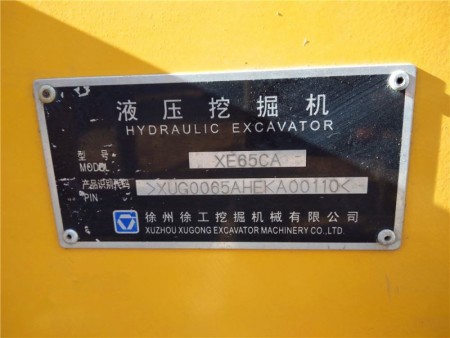 液压挖掘机
HYDRAULIC EXCAVATOR
型号 XE65CA
MODEL
产品识别代码 >XUG0065AHEKA00110<
PIN
徐州徐工挖掘机械有限公司
XUZHOU XUGONG EXCAVATOR MACHINERY CO.,LTD.